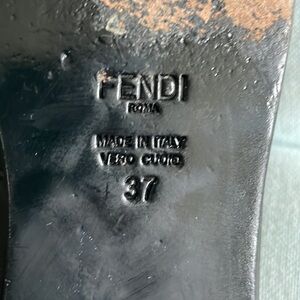 FENDI
ROMA
MADE IN ITALY
VERO CUOIO
37